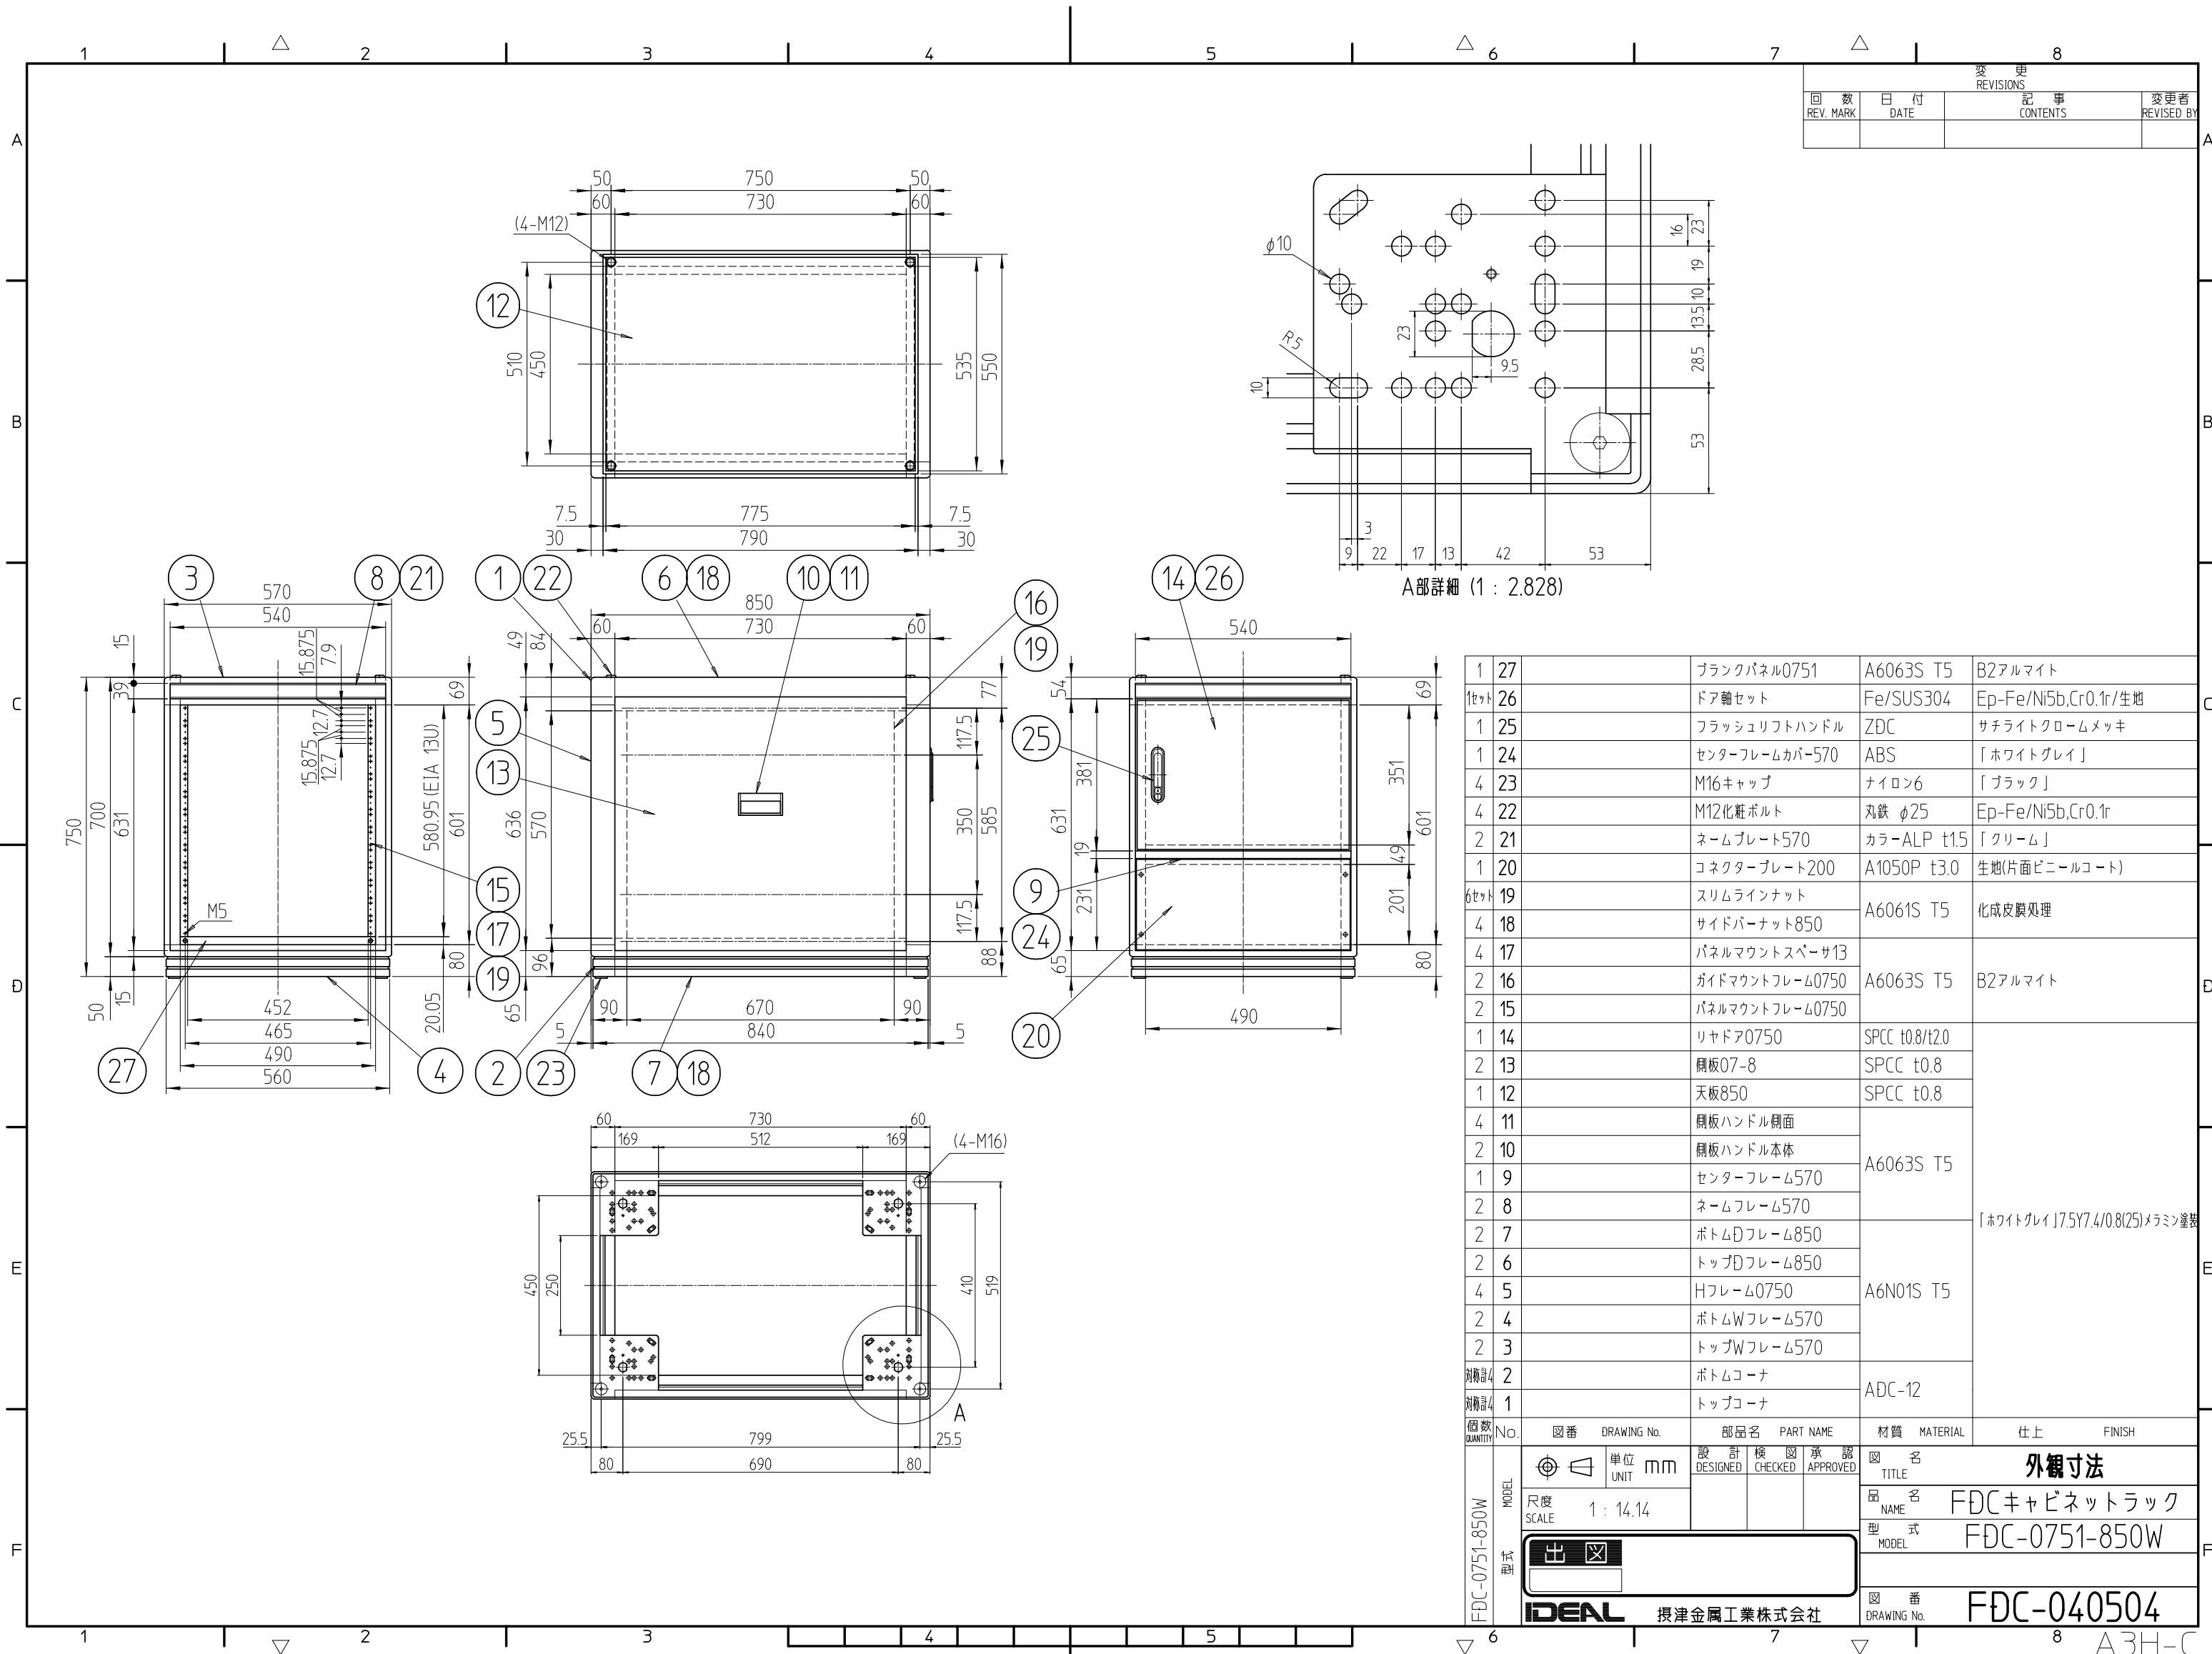 1 2 3 4 5 6 7 8
変更
REVISIONS
回数 日付 記事 変更者
REV. MARK DATE CONTENTS REVISED BY
A A
B B
C C
D D
E E
F F
50 750 50
60 730 60
(4-M12)
12
510 450 535 550
7.5 775 7.5
30 790 30
φ10
R5
10
23
9.5
16 23
19
10
13.5
28.5
53
3
9 22 17 13 42 53
A部詳細 (1 : 2.828)
3 8 21
570
540
15
39
15.875
7.9
12.7
15.875
12.7
69
750 700 631
580.95 (EIA 13U)
601
M5
80
20.05
50 15
452
465
490
560
27 4
15
17
19
1 22 6 18 10 11
16
19
850
60 730 60
49 84
77
5
13
636 570
117.5
350
585
117.5
96
65
88
90 670 90
5 840 5
2 23 7 18
14 26
540
54
69
25
381
631
19
231
65
351
601
49
201
80
9
24
490
20
60 730 60
169 512 169
(4-M16)
450 250 410 519
A
25.5 799 25.5
80 690 80
1 27 ブランクパネル0751 A6063S T5 B2アルマイト
1セット 26 ドア軸セット Fe/SUS304 Ep-Fe/Ni5b,Cr0.1r/生地
1 25 フラッシュリフトハンドル ZDC サチライトクロームメッキ
1 24 センターフレームカバー570 ABS 「ホワイトグレイ」
4 23 M16キャップ ナイロン6 「ブラック」
4 22 M12化粧ボルト 丸鉄 φ25 Ep-Fe/Ni5b,Cr0.1r
2 21 ネームプレート570 カラーALP t1.5 「クリーム」
1 20 コネクタープレート200 A1050P t3.0 生地(片面ビニールコート)
6セット 19 スリムラインナット A6061S T5 化成皮膜処理
4 18 サイドバーナット850
4 17 パネルマウントスペーサ13 A6063S T5 B2アルマイト
2 16 ガイドマウントフレーム0750
2 15 パネルマウントフレーム0750
1 14 リヤドア0750 SPCC t0.8/t2.0
2 13 側板07-8 SPCC t0.8
1 12 天板850 SPCC t0.8
4 11 側板ハンドル側面 A6063S T5
2 10 側板ハンドル本体
1 9 センターフレーム570
2 8 ネームフレーム570 「ホワイトグレイ」7.5Y7.4/0.8(25)メラミン塗装
2 7 ボトムDフレーム850 A6N01S T5
2 6 トップDフレーム850
4 5 Hフレーム0750
2 4 ボトムWフレーム570
2 3 トップWフレーム570
対称計4 2 ボトムコーナ ADC-12
対称計4 1 トップコーナ
個数 QUANTITY No. 図番 DRAWING No. 部品名 PART NAME 材質 MATERIAL 仕上 FINISH
FDC-0751-850W
型式 MODEL
単位 UNIT mm
尺度 SCALE 1 : 14.14
設計 DESIGNED 検図 CHECKED 承認 APPROVED
図名 TITLE 外観寸法
品名 NAME FDCキャビネットラック
型式 MODEL FDC-0751-850W
出図
IDEAL 摂津金属工業株式会社
図番 DRAWING No. FDC-040504
1 2 3 4 5 6 7 8
A3H-C